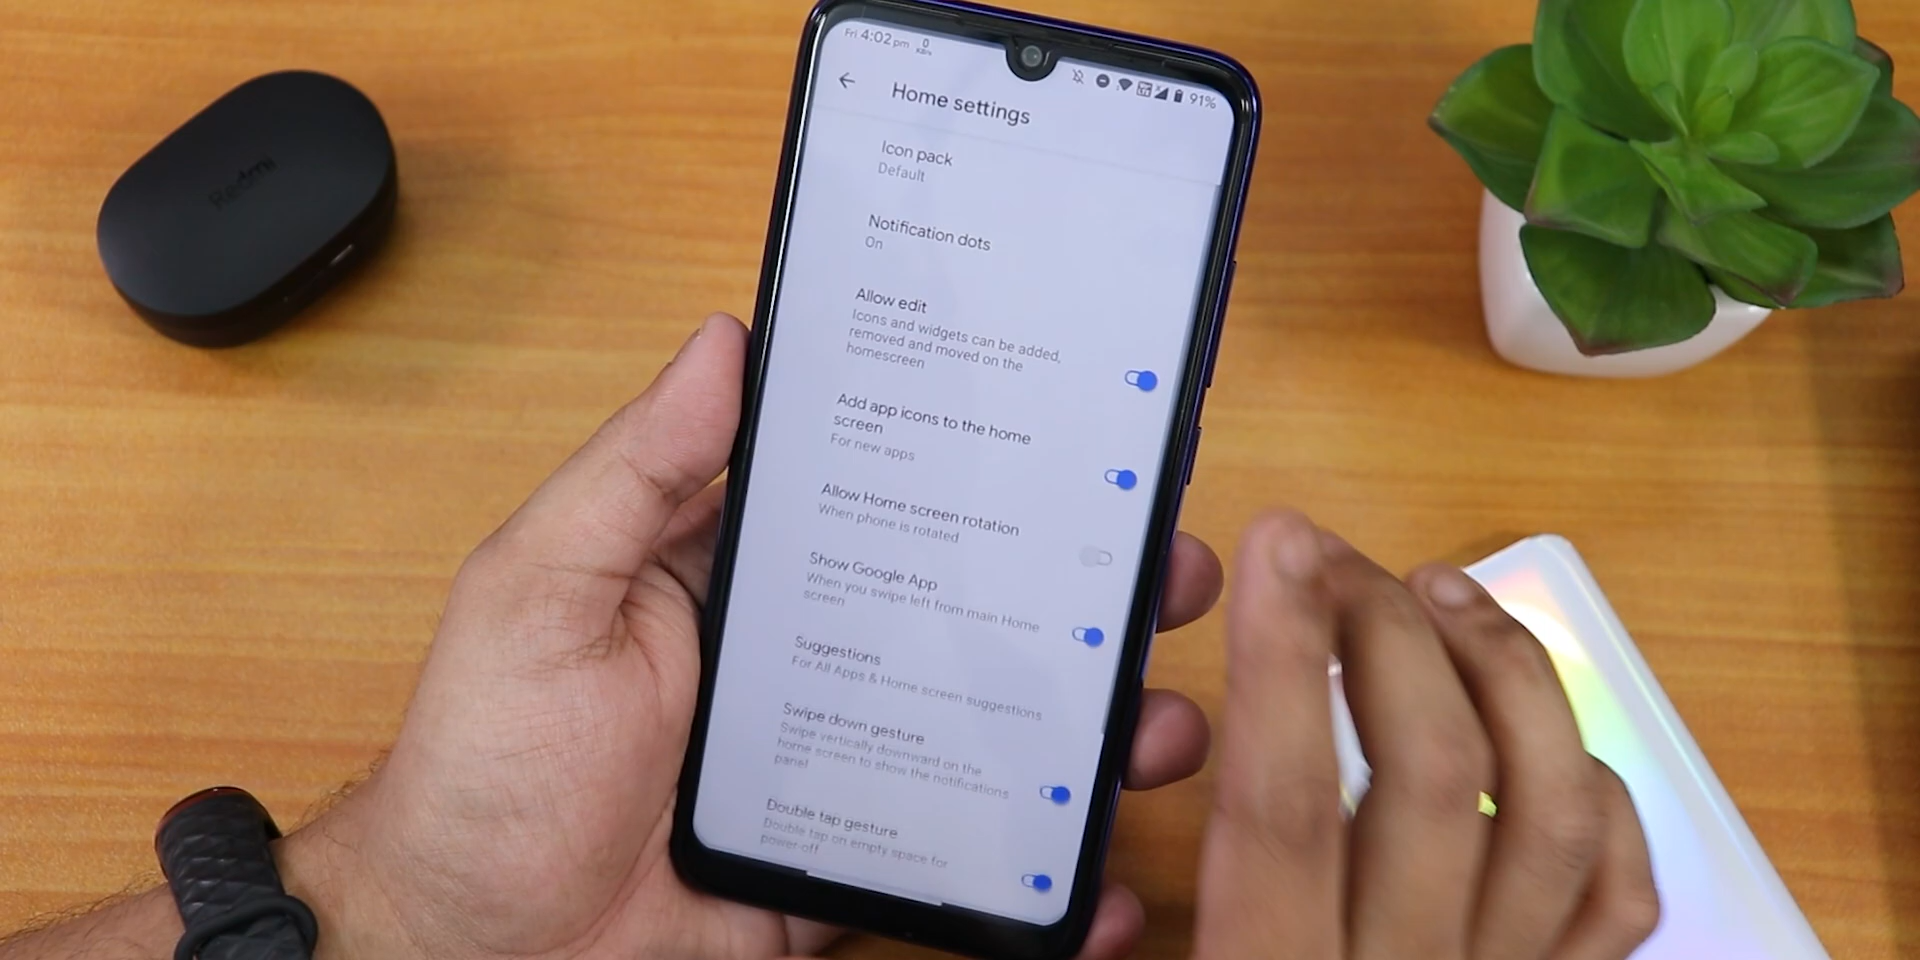 Fri 4:02 pm 0 KB/s
91%
Home settings
Icon pack
Default
Notification dots
On
Allow edit
Icons and widgets can be added,
removed and moved on the
homescreen
Add app icons to the home
screen
For new apps
Allow Home screen rotation
When phone is rotated
Show Google App
When you swipe left from main Home
screen
Suggestions
For All Apps & Home screen suggestions
Swipe down gesture
Swipe vertically downward on the
home screen to show the notifications
panel
Double tap gesture
Double tap on empty space for
power-off
Redmi